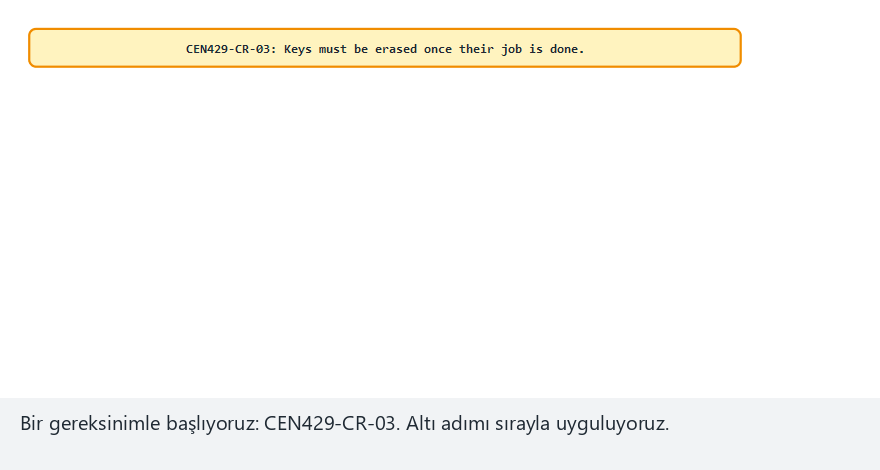 CEN429-CR-03: Keys must be erased once their job is done.
Bir gereksinimle başlıyoruz: CEN429-CR-03. Altı adımı sırayla uyguluyoruz.